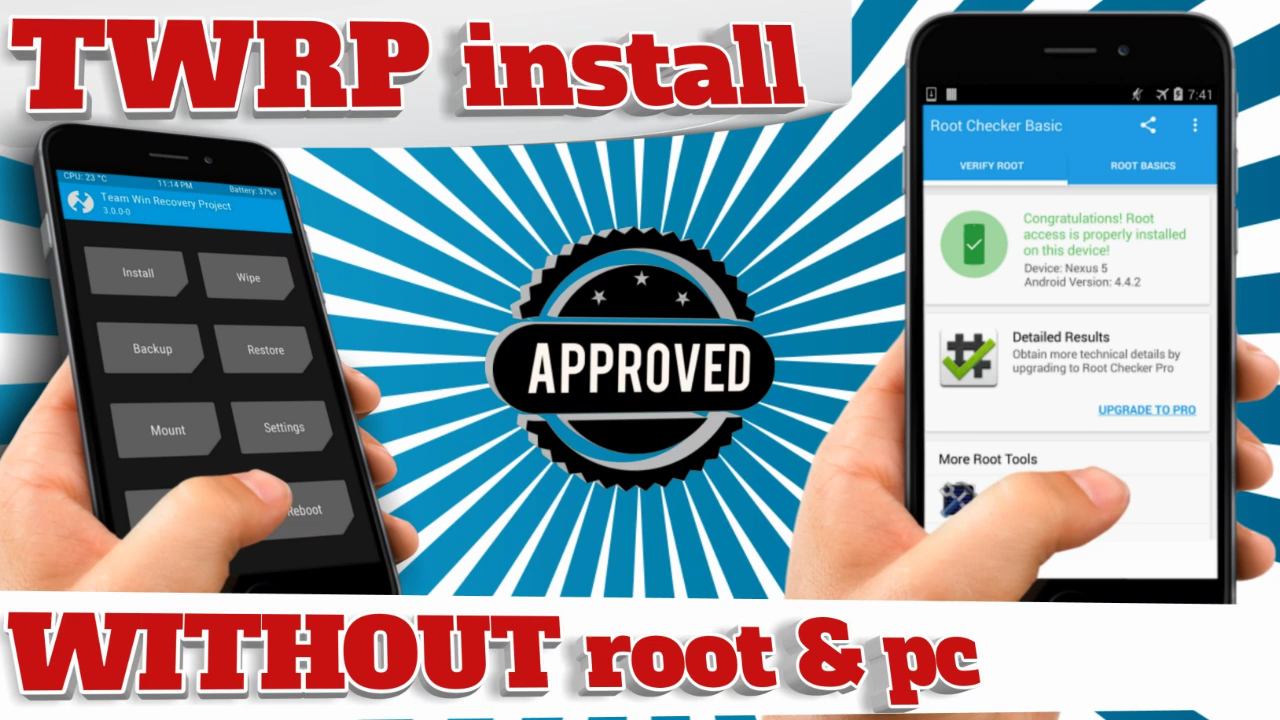 TWRP install
CPU: 23 °C
11:14 PM
Battery: 37%+
Team Win Recovery Project
3.0.0-0
Install
Wipe
Backup
Restore
Mount
Settings
Reboot
APPROVED
7:41
Root Checker Basic
VERIFY ROOT
ROOT BASICS
Congratulations! Root
access is properly installed
on this device!
Device: Nexus 5
Android Version: 4.4.2
Detailed Results
Obtain more technical details by
upgrading to Root Checker Pro
UPGRADE TO PRO
More Root Tools
WITHOUT root & pc